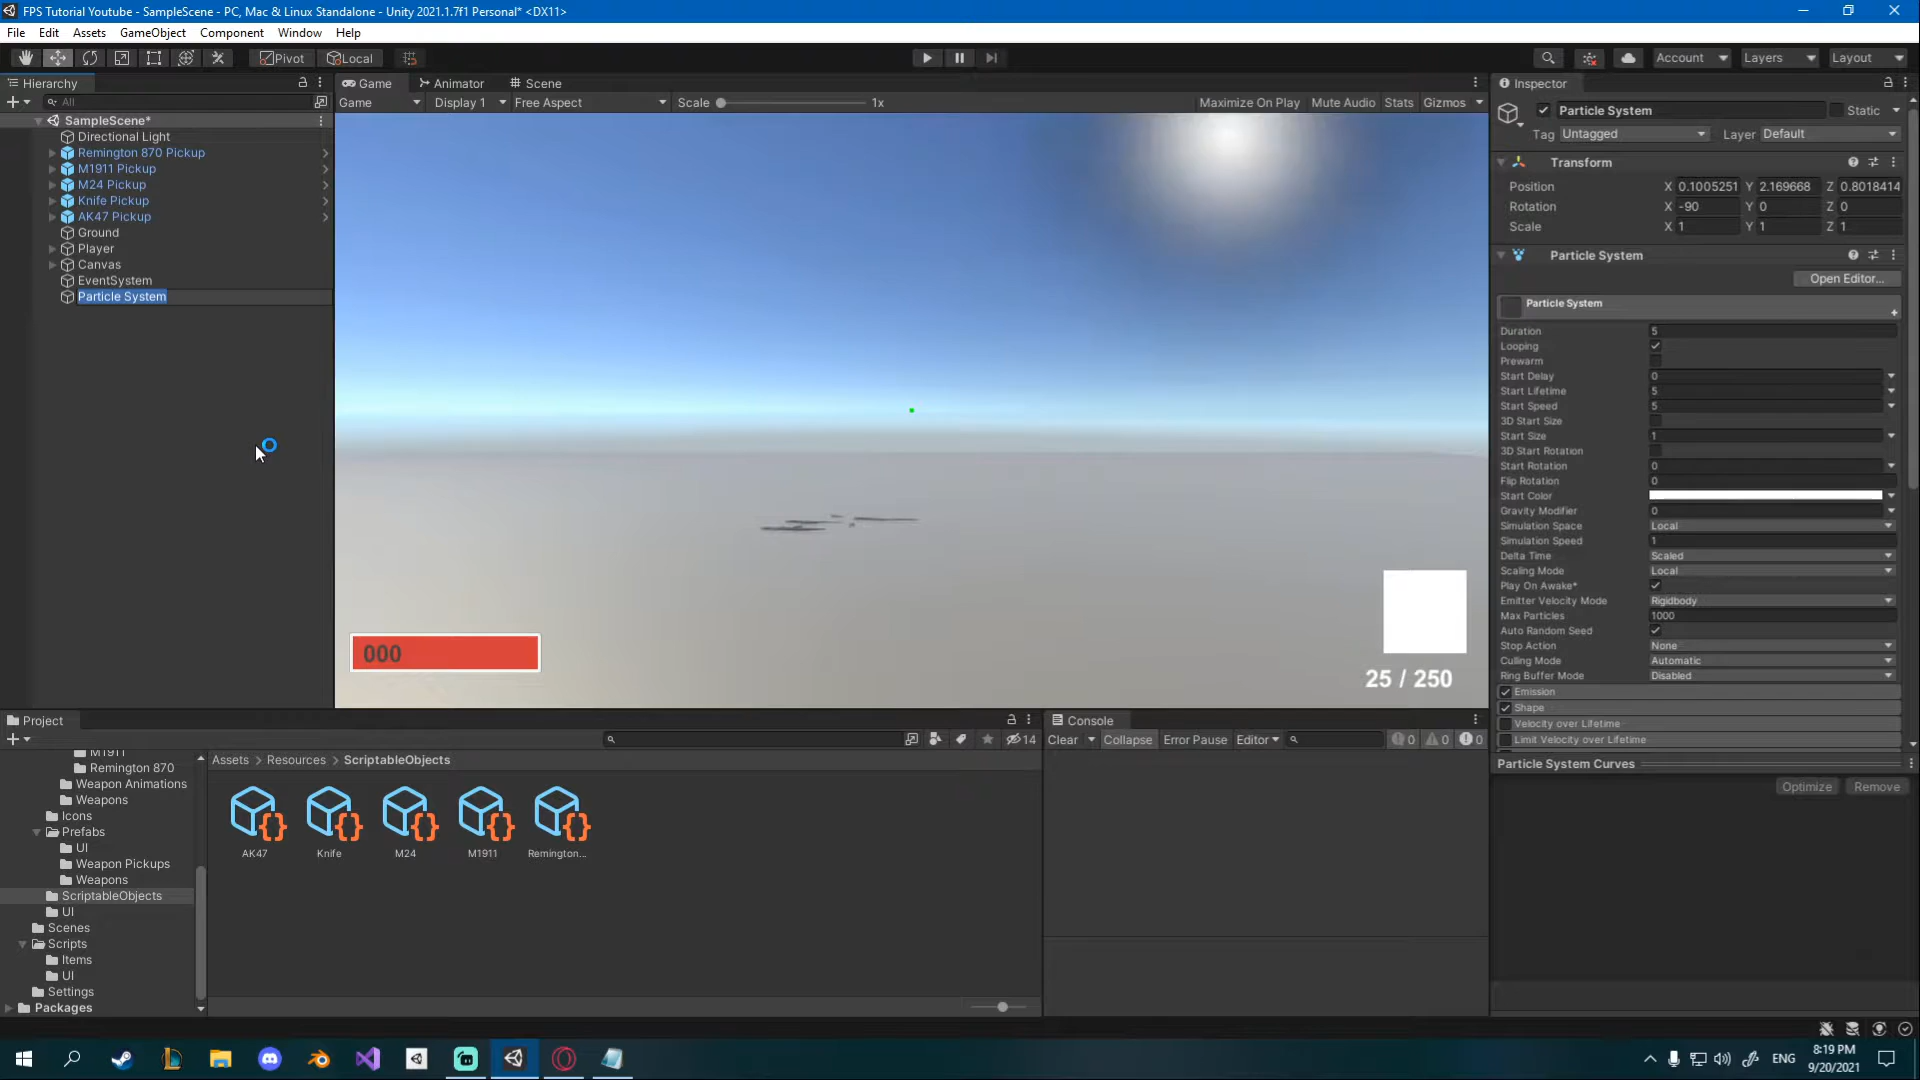 FPS Tutorial Youtube - SampleScene - PC, Mac & Linux Standalone - Unity 2021.1.7f1 Personal* <DX11>
File Edit Assets GameObject Component Window Help
Pivot Local Account Layers Layout
Hierarchy
All
SampleScene*
Directional Light
Remington 870 Pickup
M1911 Pickup
M24 Pickup
Knife Pickup
AK47 Pickup
Ground
Player
Canvas
EventSystem
Particle System
Game Animator Scene
Game Display 1 Free Aspect Scale 1x Maximize On Play Mute Audio Stats Gizmos
000
25 / 250
Inspector
Particle System Static
Tag Untagged Layer Default
Transform
Position X 0.1005251 Y 2.169668 Z 0.8018414
Rotation X -90 Y 0 Z 0
Scale X 1 Y 1 Z 1
Particle System
Open Editor...
Particle System
Duration 5
Looping
Prewarm
Start Delay 0
Start Lifetime 5
Start Speed 5
3D Start Size
Start Size 1
3D Start Rotation
Start Rotation 0
Flip Rotation 0
Start Color
Gravity Modifier 0
Simulation Space Local
Simulation Speed 1
Delta Time Scaled
Scaling Mode Local
Play On Awake*
Emitter Velocity Mode Rigidbody
Max Particles 1000
Auto Random Seed
Stop Action None
Culling Mode Automatic
Ring Buffer Mode Disabled
Emission
Shape
Velocity over Lifetime
Limit Velocity over Lifetime
Particle System Curves
Optimize Remove
Project
14
M1911
Remington 870
Weapon Animations
Weapons
Icons
Prefabs
UI
Weapon Pickups
Weapons
ScriptableObjects
UI
Scenes
Scripts
Items
UI
Settings
Packages
Assets > Resources > ScriptableObjects
AK47 Knife M24 M1911 Remington...
Console
Clear Collapse Error Pause Editor 0 0 0
ENG
8:19 PM
9/20/2021